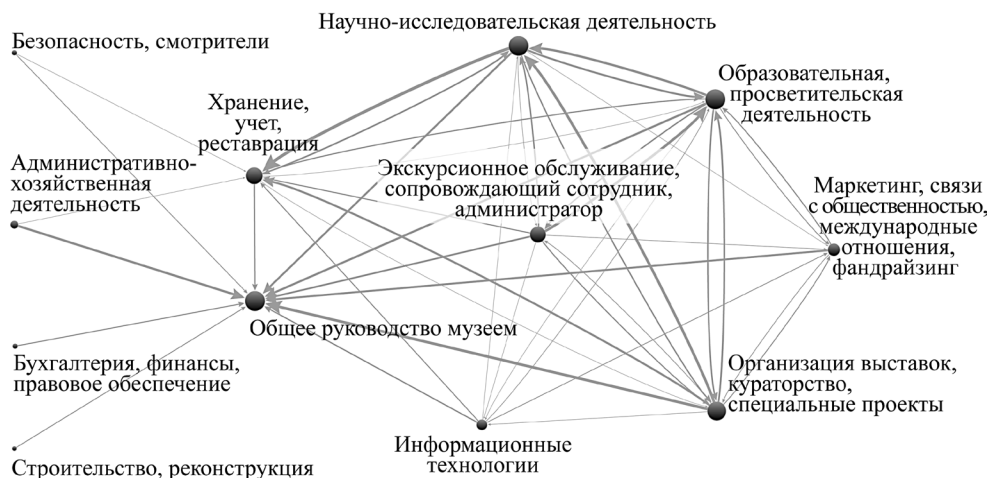 Научно-исследовательская деятельность
Безопасность, смотрители
Образовательная,
просветительская
деятельность
Хранение,
учет,
реставрация
Административно-
хозяйственная
деятельность
Экскурсионное обслуживание,
сопровождающий сотрудник,
администратор
Маркетинг, связи
с общественностью,
международные
отношения,
фандрайзинг
Общее руководство музеем
Бухгалтерия, финансы,
правовое обеспечение
Организация выставок,
кураторство,
специальные проекты
Информационные
технологии
Строительство, реконструкция